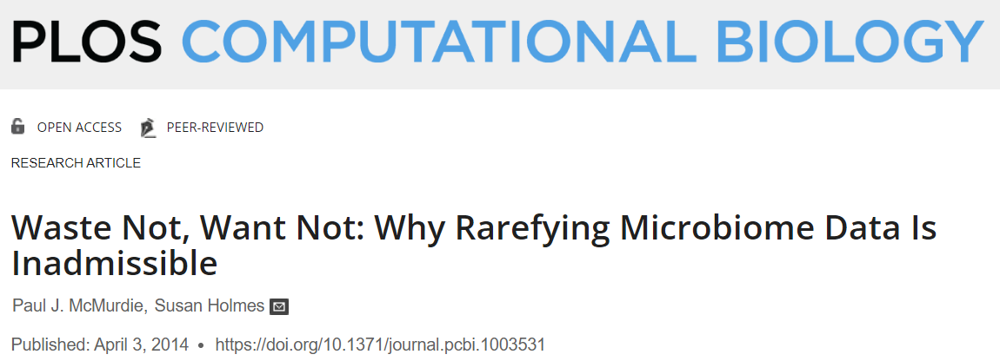 PLOS COMPUTATIONAL BIOLOGY
OPEN ACCESS PEER-REVIEWED
RESEARCH ARTICLE
Waste Not, Want Not: Why Rarefying Microbiome Data Is
Inadmissible
Paul J. McMurdie, Susan Holmes
Published: April 3, 2014 • https://doi.org/10.1371/journal.pcbi.1003531